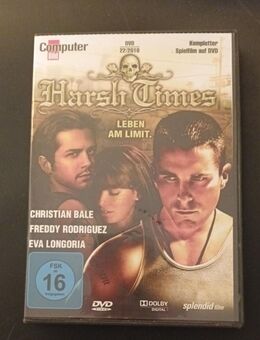 Computer
DVD
22/2010
Kompletter
Spielfilm auf DVD
Harsh Times
LEBEN
AM LIMIT.
CHRISTIAN BALE
FREDDY RODRIGUEZ
EVA LONGORIA
FSK
16
DVD
DOLBY
DIGITAL
splendid film